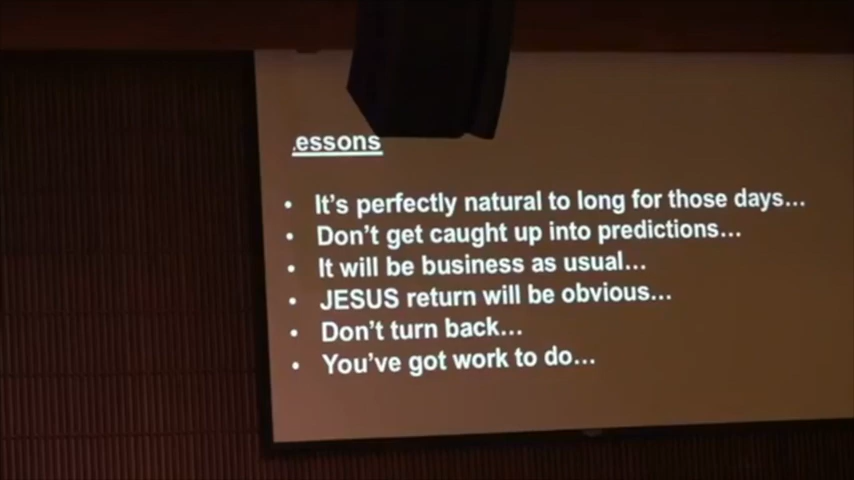 Lessons
• It's perfectly natural to long for those days...
• Don't get caught up into predictions...
• It will be business as usual...
• JESUS return will be obvious...
• Don't turn back...
• You've got work to do...